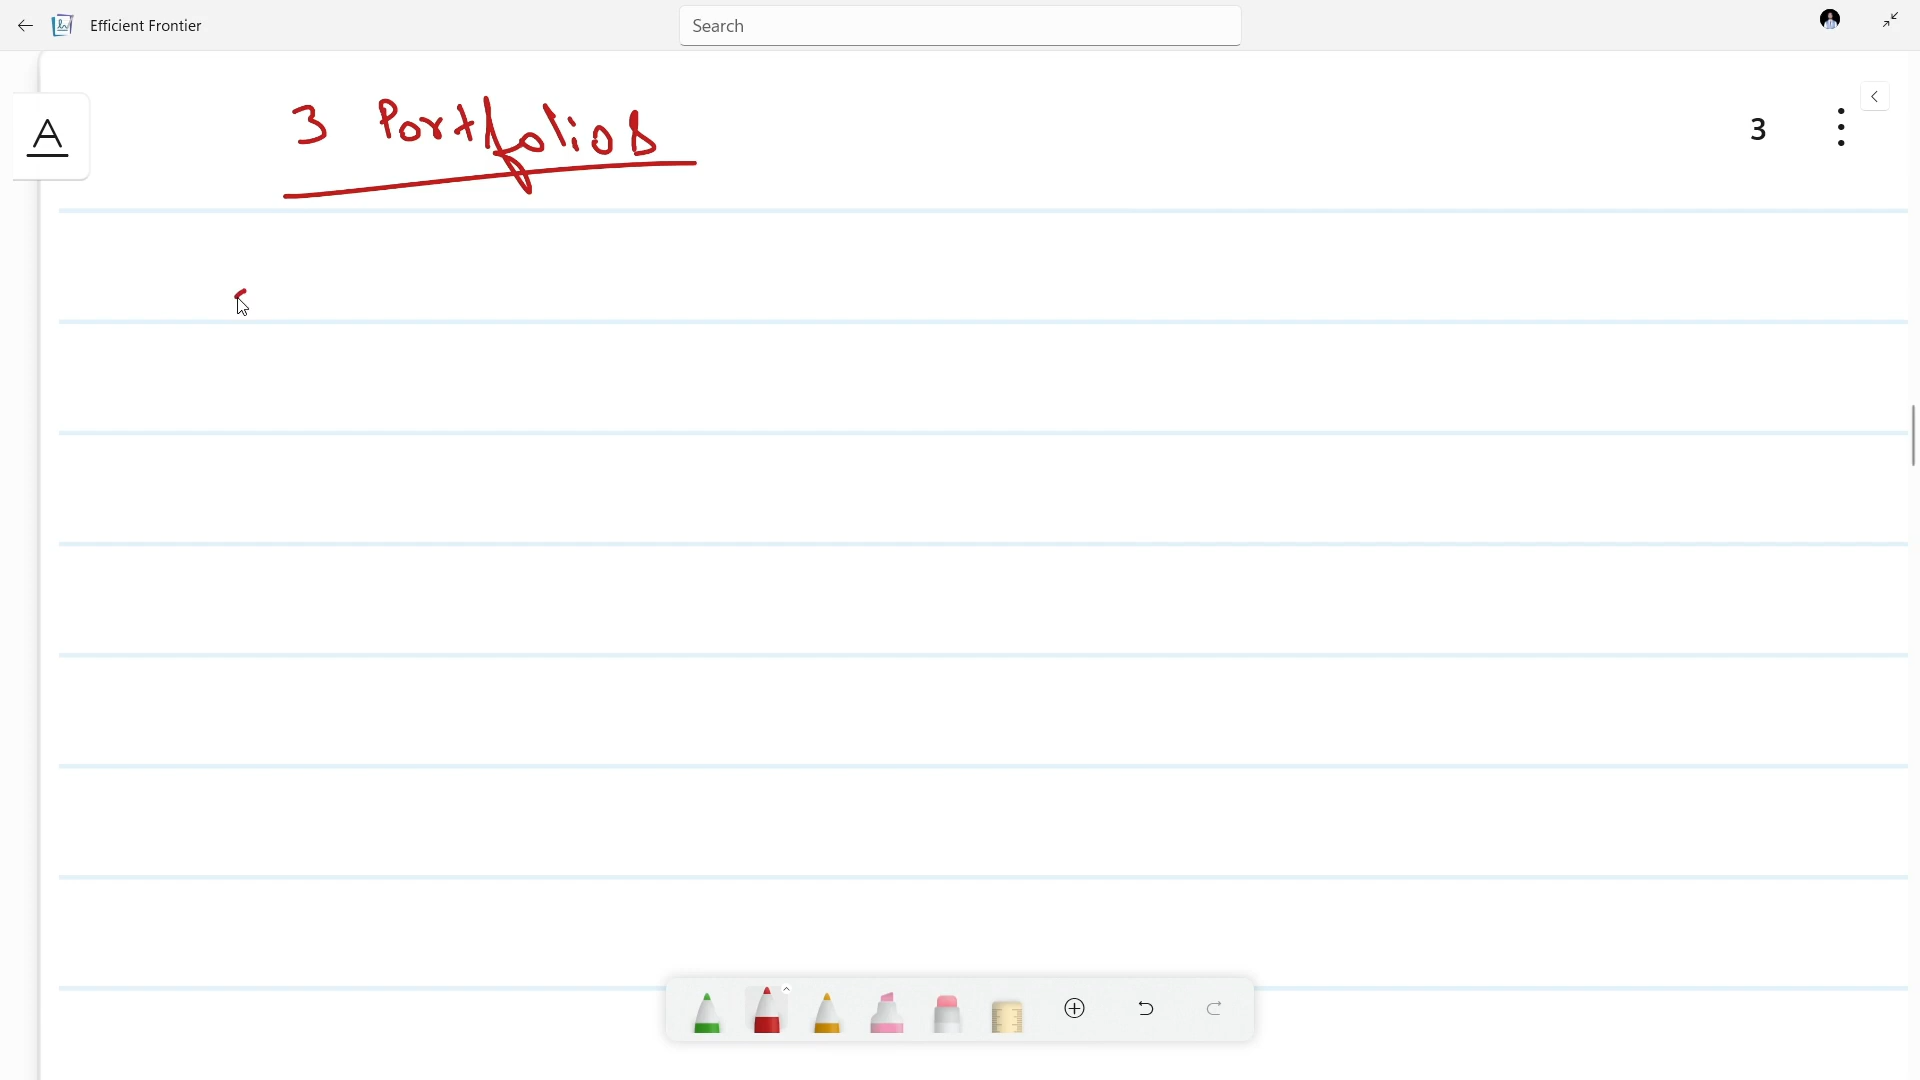 Efficient Frontier
Search
A
3 Portfolios
3